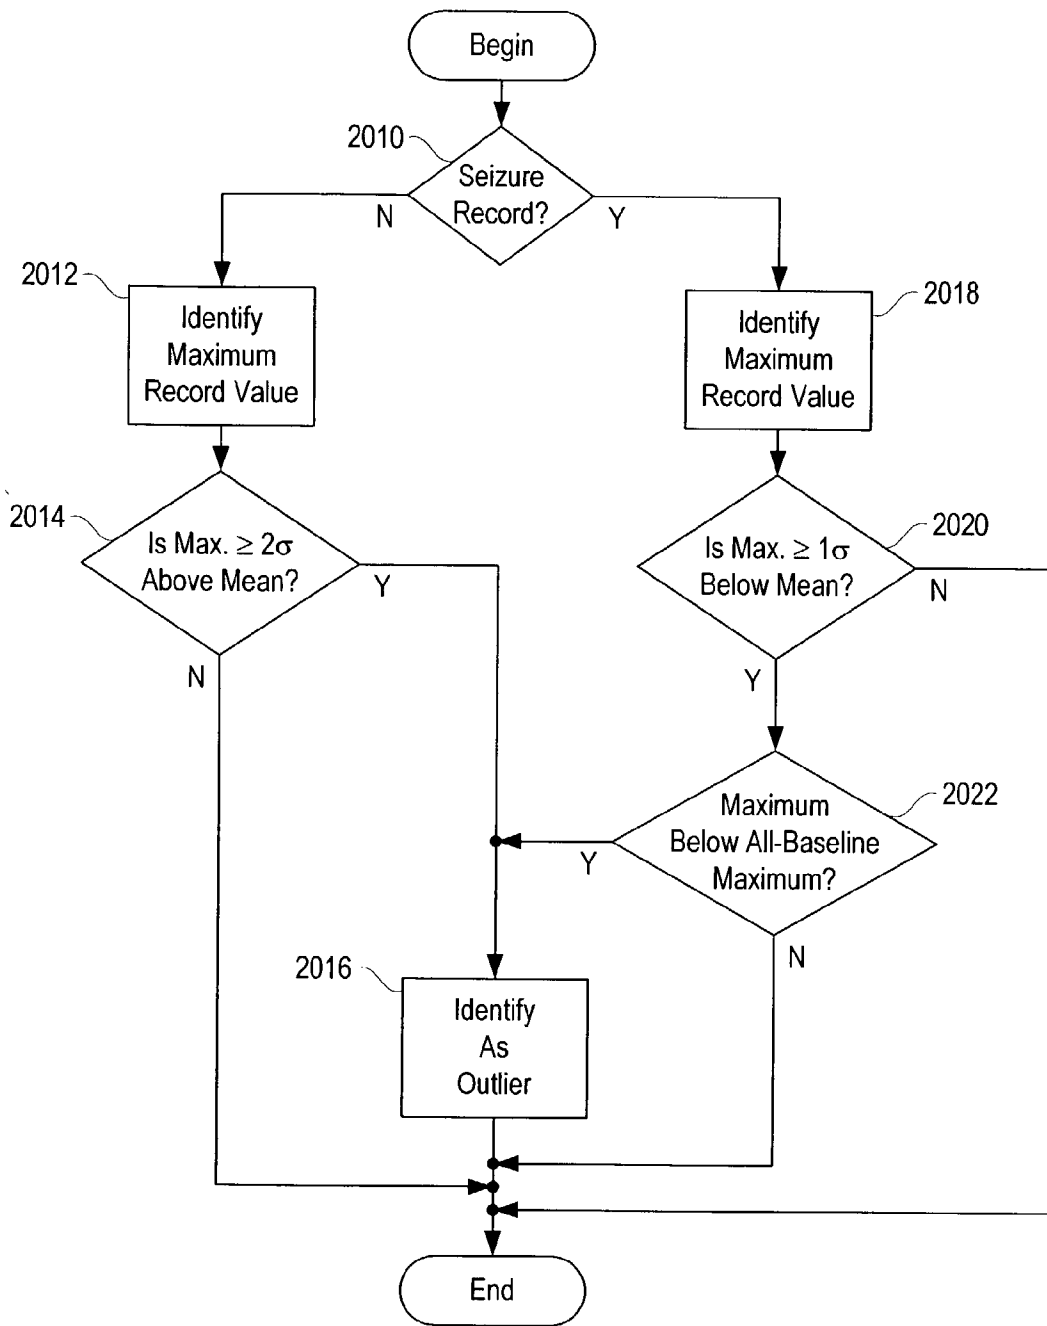 Begin
2010
Seizure
Record?
N
Y
2012
Identify
Maximum
Record Value
2018
Identify
Maximum
Record Value
2014
Is Max. ≥ 2σ
Above Mean?
Y
N
2020
Is Max. ≥ 1σ
Below Mean?
N
Y
2022
Maximum
Below All-Baseline
Maximum?
Y
N
2016
Identify
As
Outlier
End